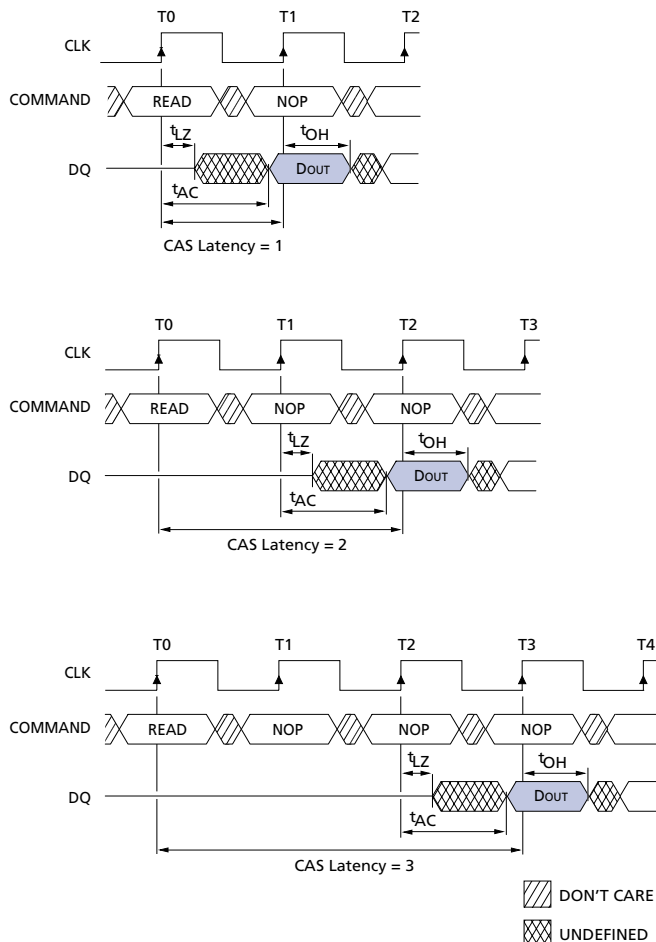 T0 T1 T2
CLK
COMMAND READ NOP
tLZ tOH
DQ DOUT
tAC
CAS Latency = 1
T0 T1 T2 T3
CLK
COMMAND READ NOP NOP
tLZ tOH
DQ DOUT
tAC
CAS Latency = 2
T0 T1 T2 T3 T4
CLK
COMMAND READ NOP NOP NOP
tLZ tOH
DQ DOUT
tAC
CAS Latency = 3
DON'T CARE
UNDEFINED